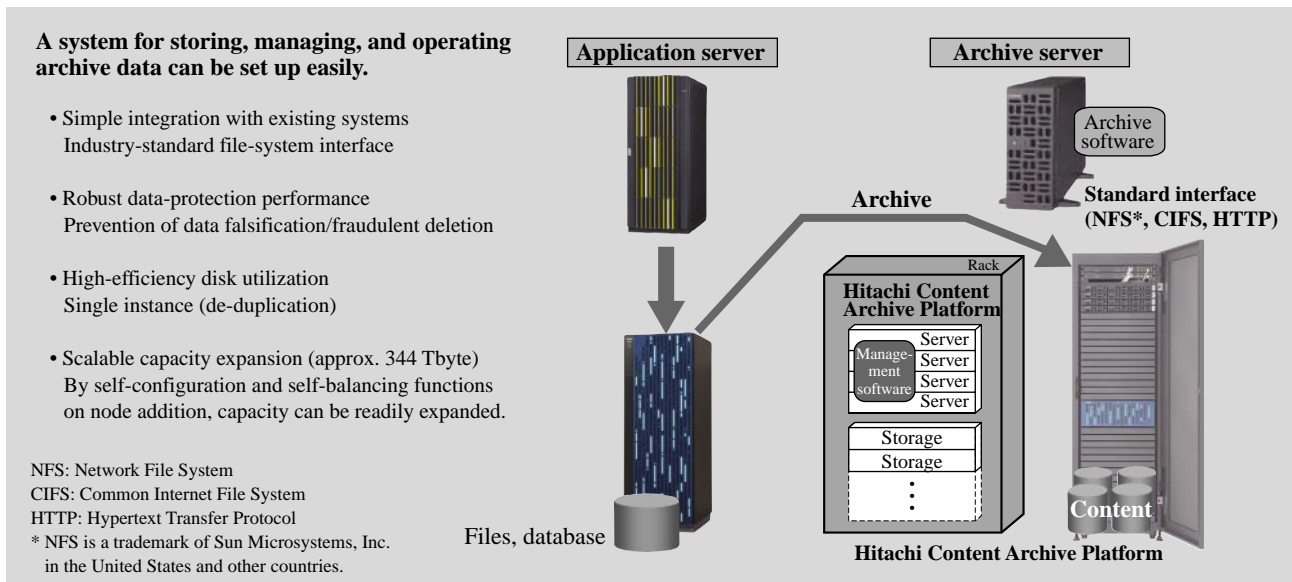 A system for storing, managing, and operating
archive data can be set up easily.
• Simple integration with existing systems
Industry-standard file-system interface
• Robust data-protection performance
Prevention of data falsification/fraudulent deletion
• High-efficiency disk utilization
Single instance (de-duplication)
• Scalable capacity expansion (approx. 344 Tbyte)
By self-configuration and self-balancing functions
on node addition, capacity can be readily expanded.
NFS: Network File System
CIFS: Common Internet File System
HTTP: Hypertext Transfer Protocol
* NFS is a trademark of Sun Microsystems, Inc.
in the United States and other countries.
Application server
Files, database
Archive server
Archive
software
Standard interface
(NFS*, CIFS, HTTP)
Archive
Rack
Hitachi Content
Archive Platform
Manage-
ment
software
Server
Server
Server
Server
Storage
Storage
Content
Hitachi Content Archive Platform